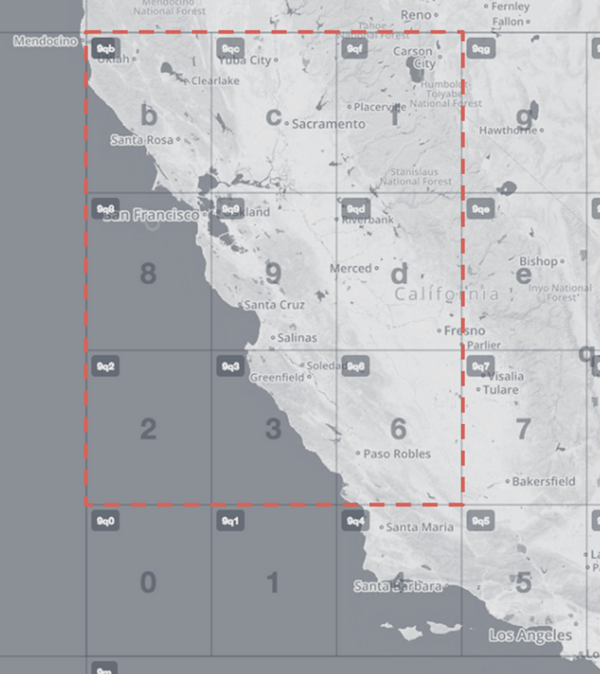 Mendocino
National Forest
Reno
Fernley
Fallon
Tahoe
National Forest
Mendocino
9qb
9qc
9qf
9qg
Ukiah
Yuba City
Carson
City
Clearlake
Humboldt
Toiyabe
National Forest
b
c
f
g
Placerville
Sacramento
Hawthorne
Santa Rosa
Stanislaus
National Forest
9q8
9q9
9qd
9qe
San Francisco
kland
Riverbank
8
9
d
e
Merced
Bishop
California
Inyo National
Forest
Santa Cruz
Salinas
Fresno
Parlier
q
9q2
9q3
9q6
9q7
Soledad
Greenfield
Visalia
Tulare
2
3
6
7
Paso Robles
Bakersfield
9q0
9q1
9q4
9q5
Santa Maria
0
1
4
5
Santa Barbara
Los Angeles